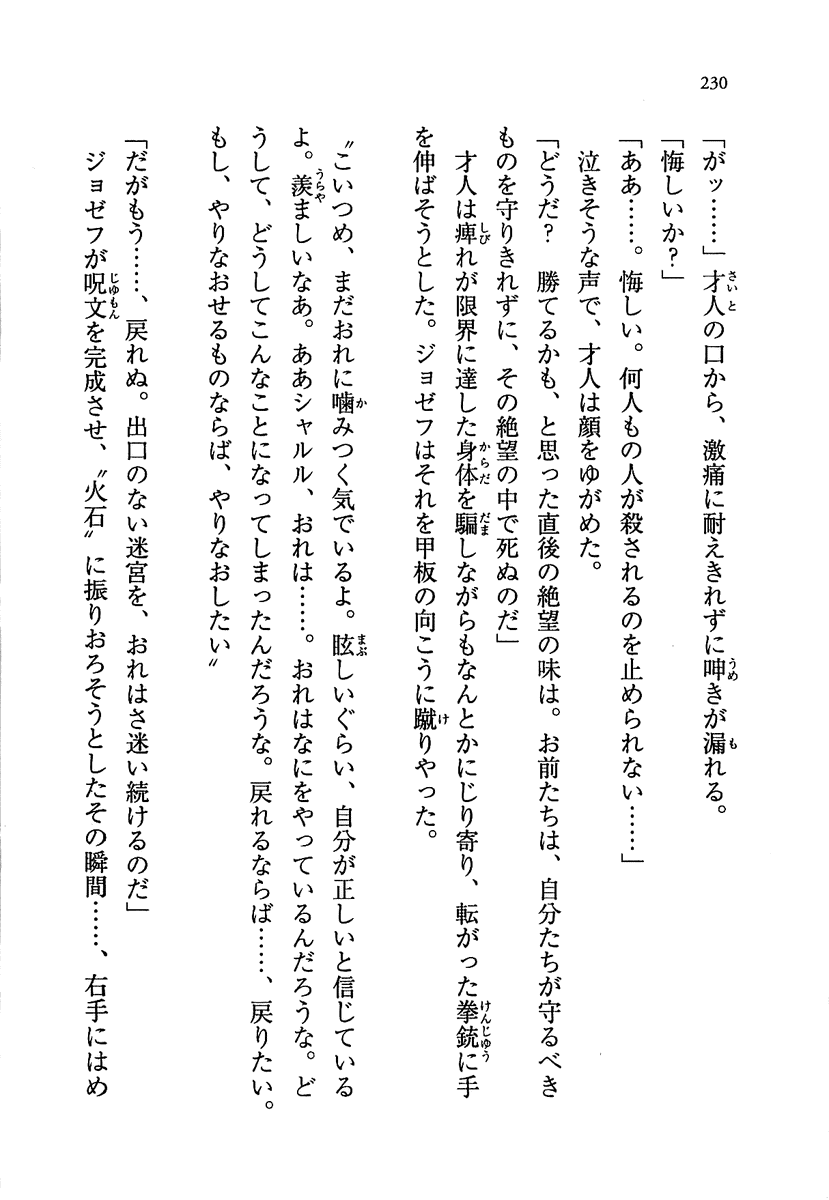 230
「がッ……」才人の口から、激痛に耐えきれずに呻きが漏れる。
「悔しいか?」
「ああ……。悔しい。何人もの人が殺されるのを止められない……」
泣きそうな声で、才人は顔をゆがめた。
「どうだ? 勝てるかも、と思った直後の絶望の味は。お前たちは、自分たちが守るべき
ものを守りきれずに、その絶望の中で死ぬのだ」
才人は痺れが限界に達した身体を騙しながらもなんとかにじり寄り、転がった拳銃に手
を伸ばそうとした。ジョゼフはそれを甲板の向こうに蹴りやった。
〝こいつめ、まだおれに噛みつく気でいるよ。眩しいぐらい、自分が正しいと信じている
よ。羨ましいなあ。ああシャルル、おれは……。おれはなにをやっているんだろうな。ど
うして、どうしてこんなことになってしまったんだろうな。戻れるならば……、戻りたい。
もし、やりなおせるものならば、やりなおしたい〟
「だがもう……、戻れぬ。出口のない迷宮を、おれはさ迷い続けるのだ」
ジョゼフが呪文を完成させ、〝火石〟に振りおろそうとしたその瞬間……、右手にはめ